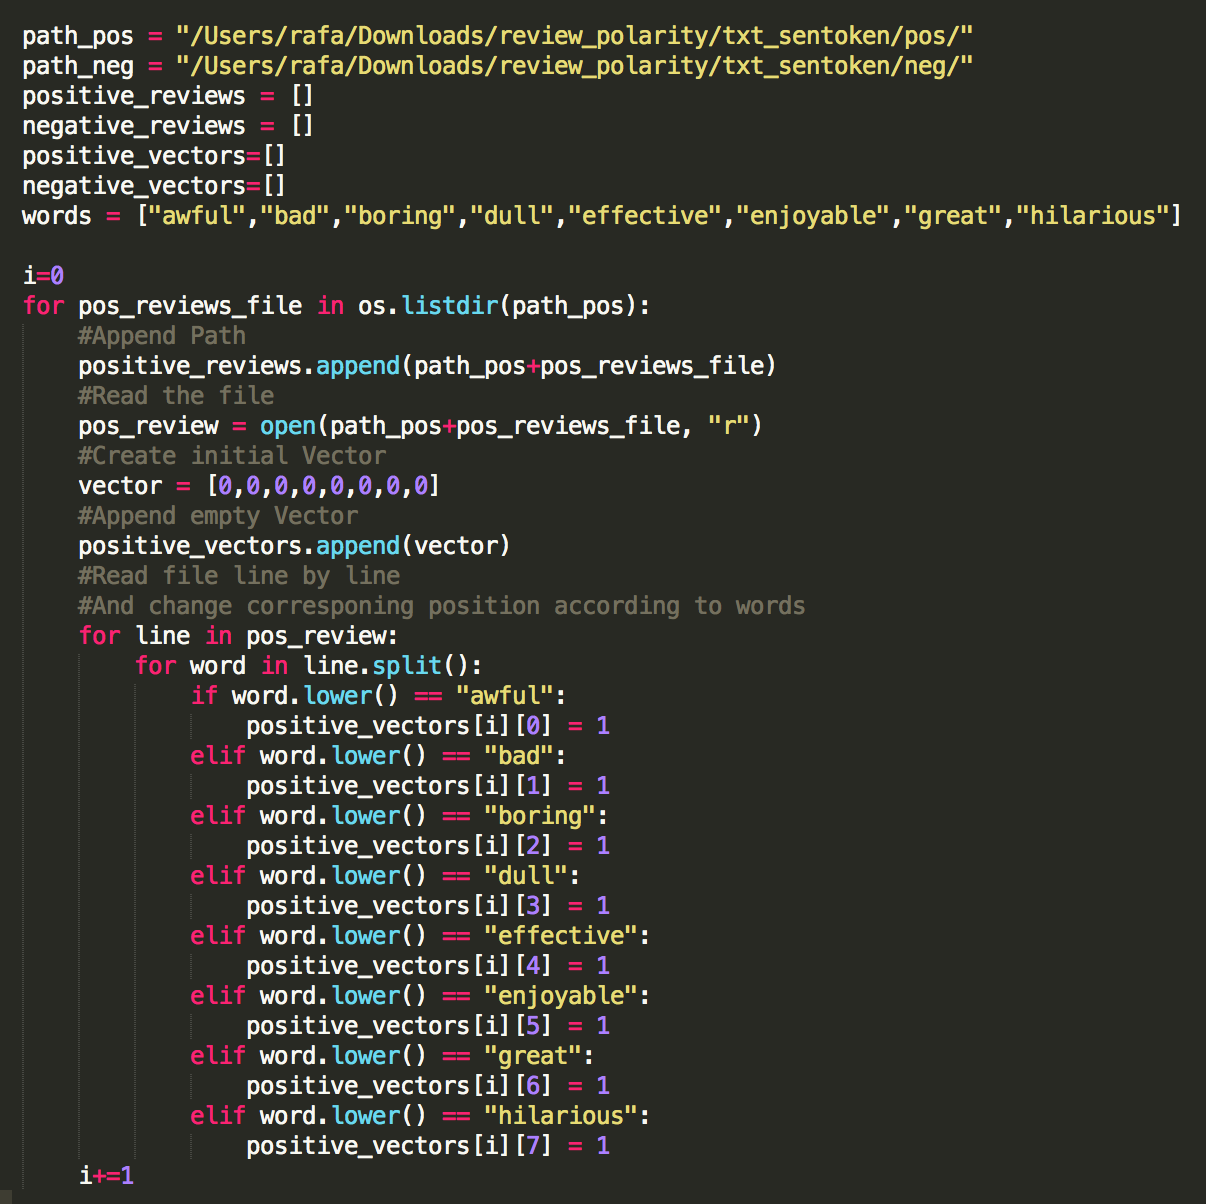 path_pos = "/Users/rafa/Downloads/review_polarity/txt_sentoken/pos/"
path_neg = "/Users/rafa/Downloads/review_polarity/txt_sentoken/neg/"
positive_reviews = []
negative_reviews = []
positive_vectors=[]
negative_vectors=[]
words = ["awful","bad","boring","dull","effective","enjoyable","great","hilarious"]

i=0
for pos_reviews_file in os.listdir(path_pos):
    #Append Path
    positive_reviews.append(path_pos+pos_reviews_file)
    #Read the file
    pos_review = open(path_pos+pos_reviews_file, "r")
    #Create initial Vector
    vector = [0,0,0,0,0,0,0,0]
    #Append empty Vector
    positive_vectors.append(vector)
    #Read file line by line
    #And change corresponing position according to words
    for line in pos_review:
        for word in line.split():
            if word.lower() == "awful":
                positive_vectors[i][0] = 1
            elif word.lower() == "bad":
                positive_vectors[i][1] = 1
            elif word.lower() == "boring":
                positive_vectors[i][2] = 1
            elif word.lower() == "dull":
                positive_vectors[i][3] = 1
            elif word.lower() == "effective":
                positive_vectors[i][4] = 1
            elif word.lower() == "enjoyable":
                positive_vectors[i][5] = 1
            elif word.lower() == "great":
                positive_vectors[i][6] = 1
            elif word.lower() == "hilarious":
                positive_vectors[i][7] = 1
    i+=1